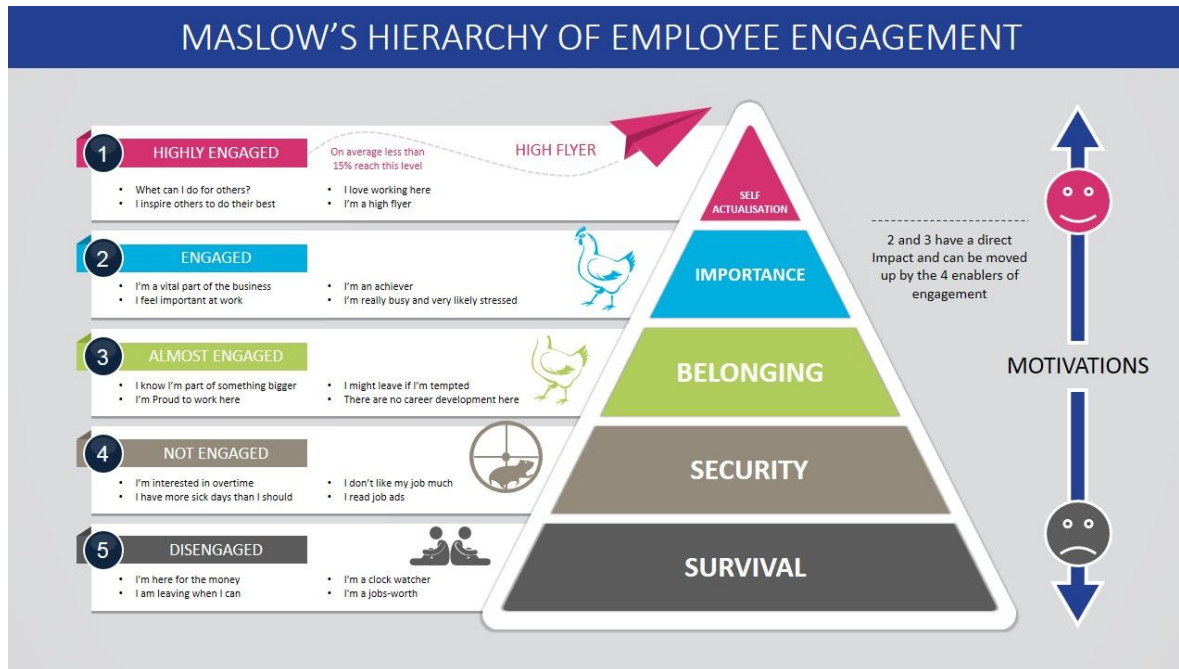 MASLOW'S HIERARCHY OF EMPLOYEE ENGAGEMENT
1
HIGHLY ENGAGED
On average less than
15% reach this level
HIGH FLYER
• Whet can I do for others?
• I inspire others to do their best
• I love working here
• I'm a high flyer
SELF
ACTUALISATION
2
ENGAGED
• I'm a vital part of the business
• I feel important at work
• I'm an achiever
• I'm really busy and very likely stressed
IMPORTANCE
2 and 3 have a direct
Impact and can be moved
up by the 4 enablers of
engagement
3
ALMOST ENGAGED
• I know I'm part of something bigger
• I'm Proud to work here
• I might leave if I'm tempted
• There are no career development here
BELONGING
MOTIVATIONS
4
NOT ENGAGED
• I'm interested in overtime
• I have more sick days than I should
• I don't like my job much
• I read job ads
SECURITY
5
DISENGAGED
• I'm here for the money
• I am leaving when I can
• I'm a clock watcher
• I'm a jobs-worth
SURVIVAL